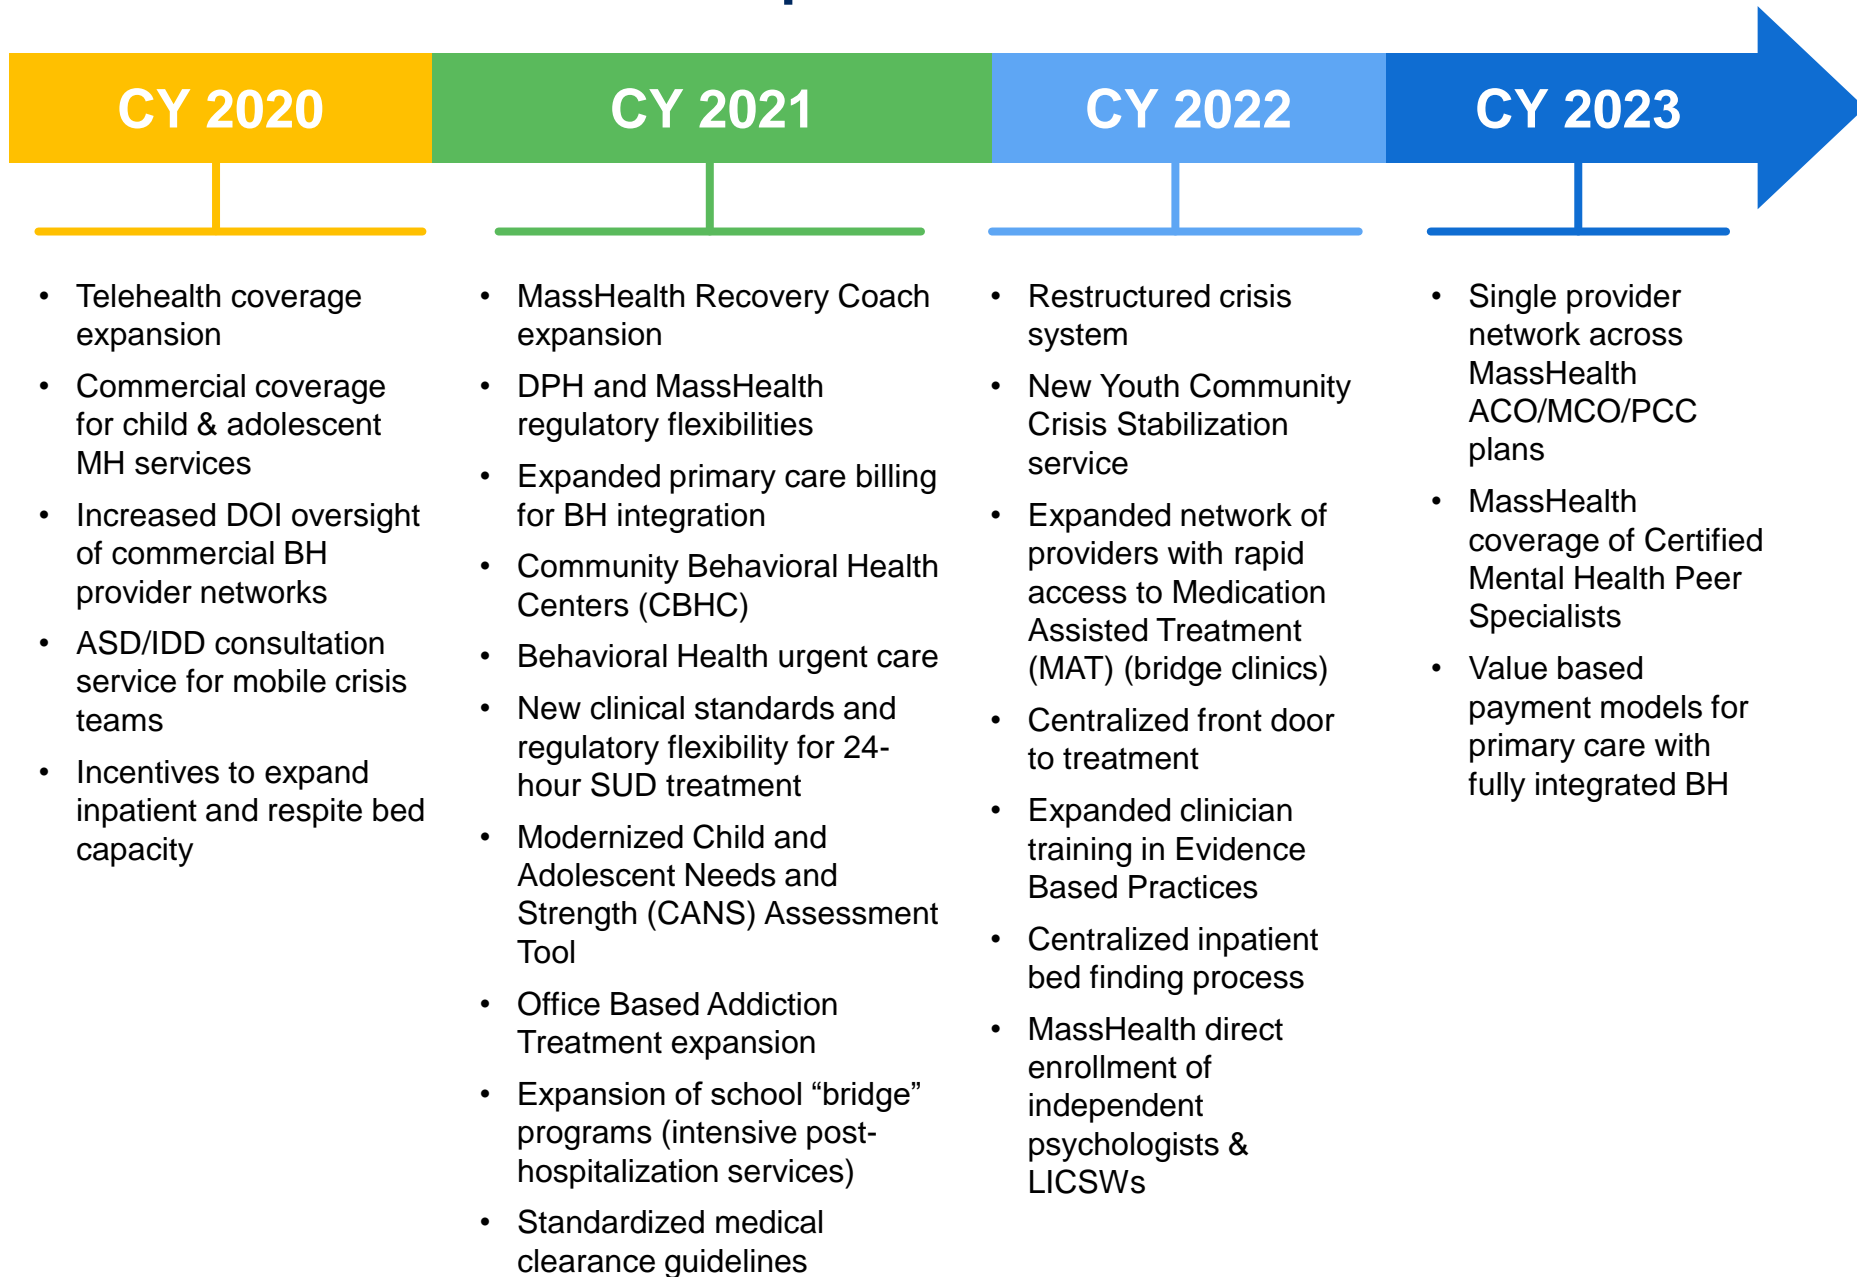 CY 2020
CY 2021
CY 2022
CY 2023
• Telehealth coverage
expansion
• Commercial coverage
for child & adolescent
MH services
• Increased DOI oversight
of commercial BH
provider networks
• ASD/IDD consultation
service for mobile crisis
teams
• Incentives to expand
inpatient and respite bed
capacity
• MassHealth Recovery Coach
expansion
• DPH and MassHealth
regulatory flexibilities
• Expanded primary care billing
for BH integration
• Community Behavioral Health
Centers (CBHC)
• Behavioral Health urgent care
• New clinical standards and
regulatory flexibility for 24-
hour SUD treatment
• Modernized Child and
Adolescent Needs and
Strength (CANS) Assessment
Tool
• Office Based Addiction
Treatment expansion
• Expansion of school “bridge”
programs (intensive post-
hospitalization services)
• Standardized medical
clearance guidelines
• Restructured crisis
system
• New Youth Community
Crisis Stabilization
service
• Expanded network of
providers with rapid
access to Medication
Assisted Treatment
(MAT) (bridge clinics)
• Centralized front door
to treatment
• Expanded clinician
training in Evidence
Based Practices
• Centralized inpatient
bed finding process
• MassHealth direct
enrollment of
independent
psychologists &
LICSWs
• Single provider
network across
MassHealth
ACO/MCO/PCC
plans
• MassHealth
coverage of Certified
Mental Health Peer
Specialists
• Value based
payment models for
primary care with
fully integrated BH